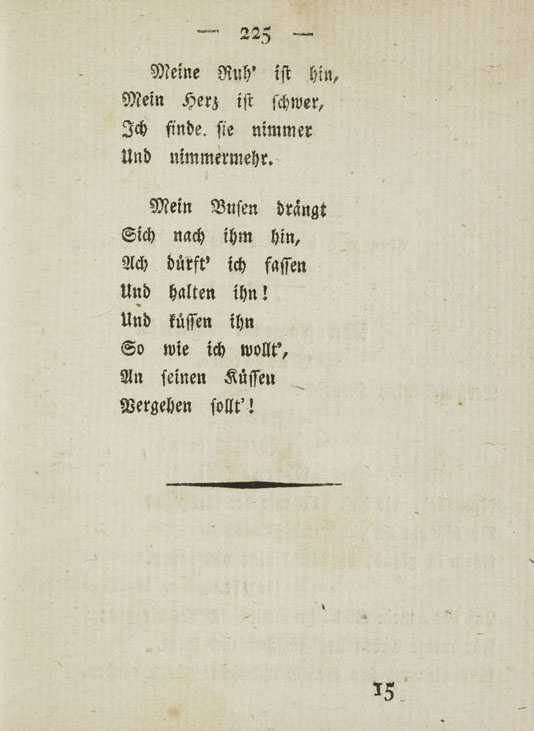 — 225 —
Meine Ruh' ist hin,
Mein Herz ist schwer,
Ich finde sie nimmer
Und nimmermehr.
Mein Busen drängt
Sich nach ihm hin,
Ach dürft' ich fassen
Und halten ihn!
Und küssen ihn
So wie ich wollt',
An seinen Küssen
Vergehen sollt'!
15